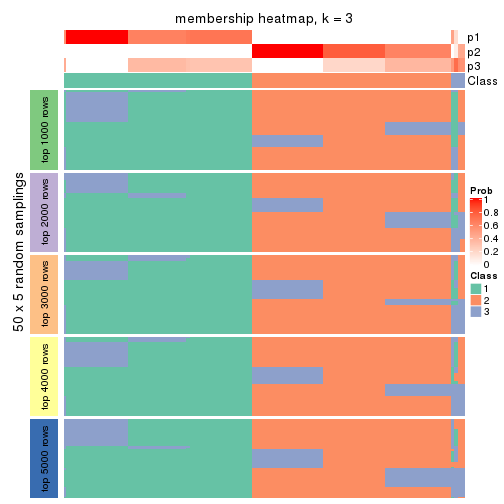 membership heatmap, k = 3
p1
p2
p3
Class
50 x 5 random samplings
top 1000 rows
top 2000 rows
top 3000 rows
top 4000 rows
top 5000 rows
Prob
1
0.8
0.6
0.4
0.2
0
Class
1
2
3